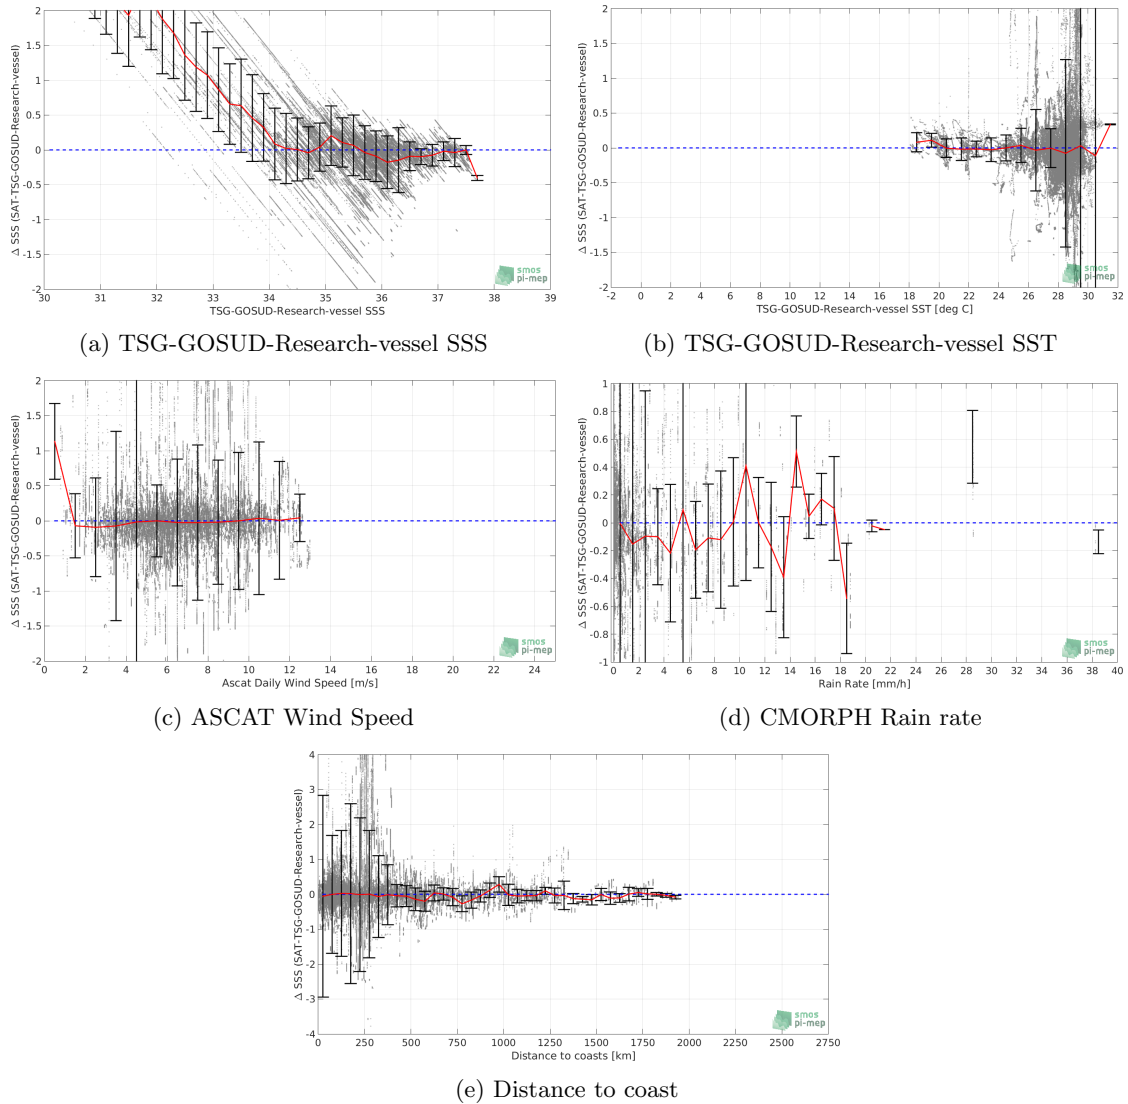 2
1.5
1
0.5
0
-0.5
-1
-1.5
-2
Δ SSS (SAT-TSG-GOSUD-Research-vessel)
30 31 32 33 34 35 36 37 38 39
TSG-GOSUD-Research-vessel SSS
smos
pi-mep
(a) TSG-GOSUD-Research-vessel SSS
2
1.5
1
0.5
0
-0.5
-1
-1.5
-2
Δ SSS (SAT-TSG-GOSUD-Research-vessel)
-2 0 2 4 6 8 10 12 14 16 18 20 22 24 26 28 30 32
TSG-GOSUD-Research-vessel SST [deg C]
smos
pi-mep
(b) TSG-GOSUD-Research-vessel SST
2
1.5
1
0.5
0
-0.5
-1
-1.5
-2
Δ SSS (SAT-TSG-GOSUD-Research-vessel)
0 2 4 6 8 10 12 14 16 18 20 22 24
Ascat Daily Wind Speed [m/s]
smos
pi-mep
(c) ASCAT Wind Speed
1
0.8
0.6
0.4
0.2
0
-0.2
-0.4
-0.6
-0.8
-1
Δ SSS (SAT-TSG-GOSUD-Research-vessel)
0 2 4 6 8 10 12 14 16 18 20 22 24 26 28 30 32 34 36 38 40
Rain Rate [mm/h]
smos
pi-mep
(d) CMORPH Rain rate
4
3
2
1
0
-1
-2
-3
-4
Δ SSS (SAT-TSG-GOSUD-Research-vessel)
0 250 500 750 1000 1250 1500 1750 2000 2250 2500 2750
Distance to coasts [km]
smos
pi-mep
(e) Distance to coast